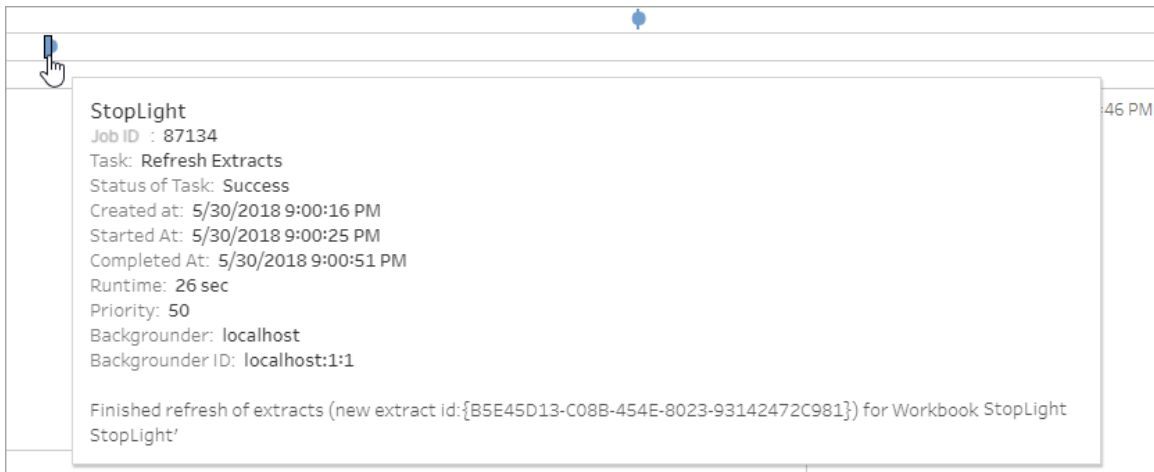 :46 PM
StopLight
Job ID : 87134
Task: Refresh Extracts
Status of Task: Success
Created at: 5/30/2018 9:00:16 PM
Started At: 5/30/2018 9:00:25 PM
Completed At: 5/30/2018 9:00:51 PM
Runtime: 26 sec
Priority: 50
Backgrounder: localhost
Backgrounder ID: localhost:1:1
Finished refresh of extracts (new extract id:{B5E45D13-C08B-454E-8023-93142472C981}) for Workbook StopLight
StopLight’